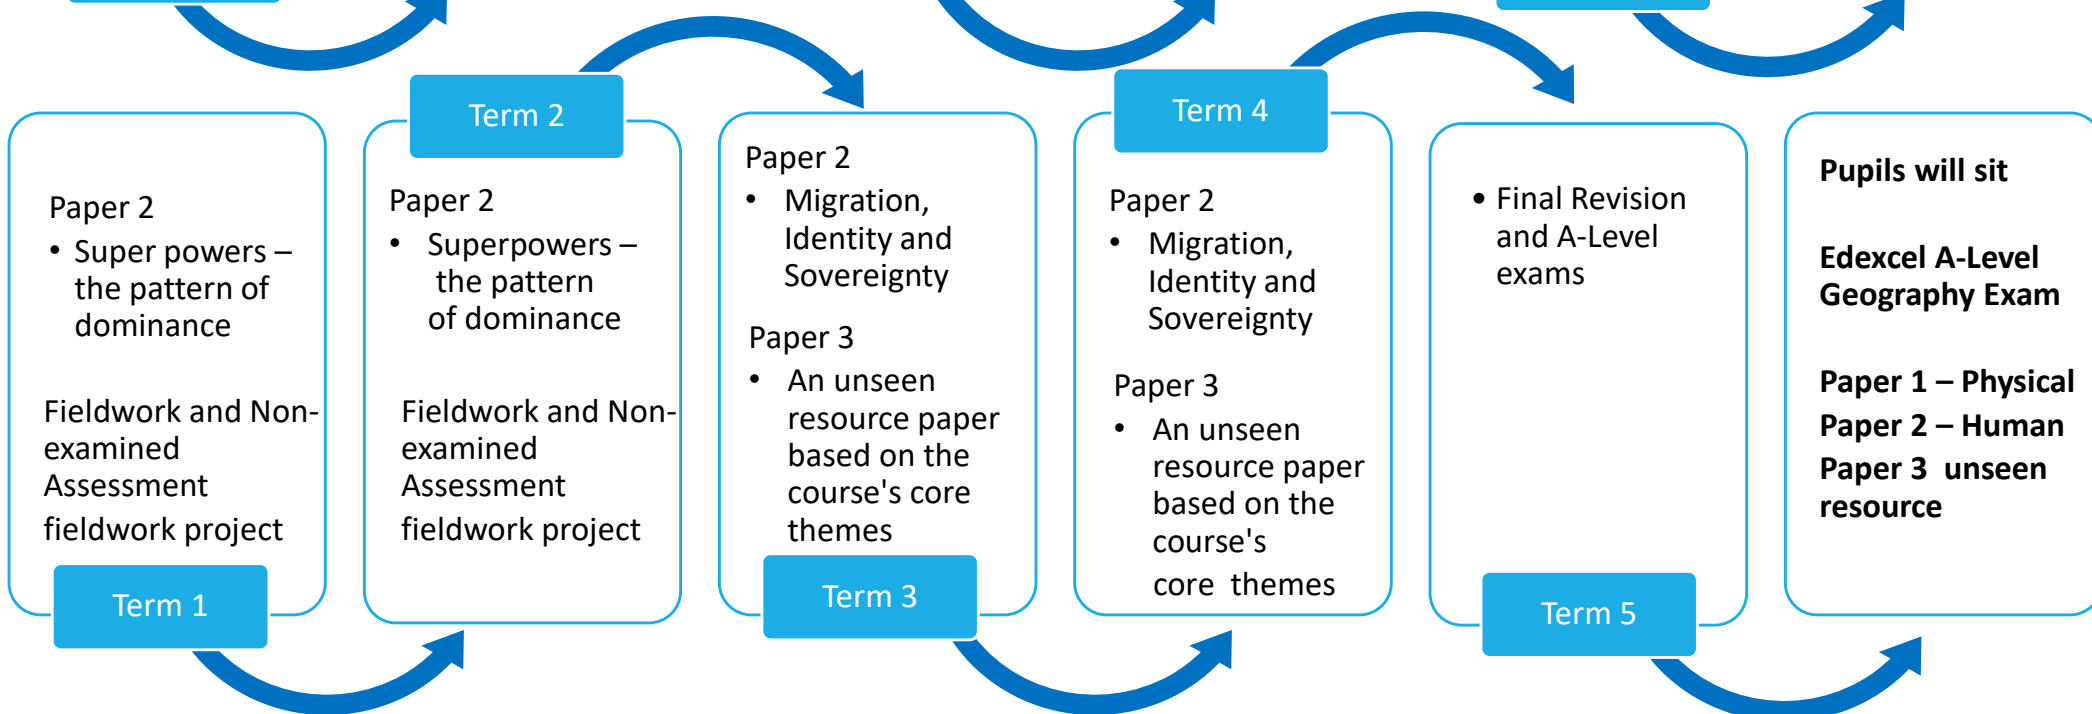 Paper 2
• Super powers –
the pattern of
dominance
Fieldwork and Non-
examined
Assessment
fieldwork project
Term 1
Term 2
Paper 2
• Superpowers –
the pattern
of dominance
Fieldwork and Non-
examined
Assessment
fieldwork project
Paper 2
• Migration,
Identity and
Sovereignty
Paper 3
• An unseen
resource paper
based on the
course's core
themes
Term 3
Term 4
Paper 2
• Migration,
Identity and
Sovereignty
Paper 3
• An unseen
resource paper
based on the
course's
core themes
• Final Revision
and A-Level
exams
Term 5
Pupils will sit
Edexcel A-Level
Geography Exam
Paper 1 – Physical
Paper 2 – Human
Paper 3 unseen
resource